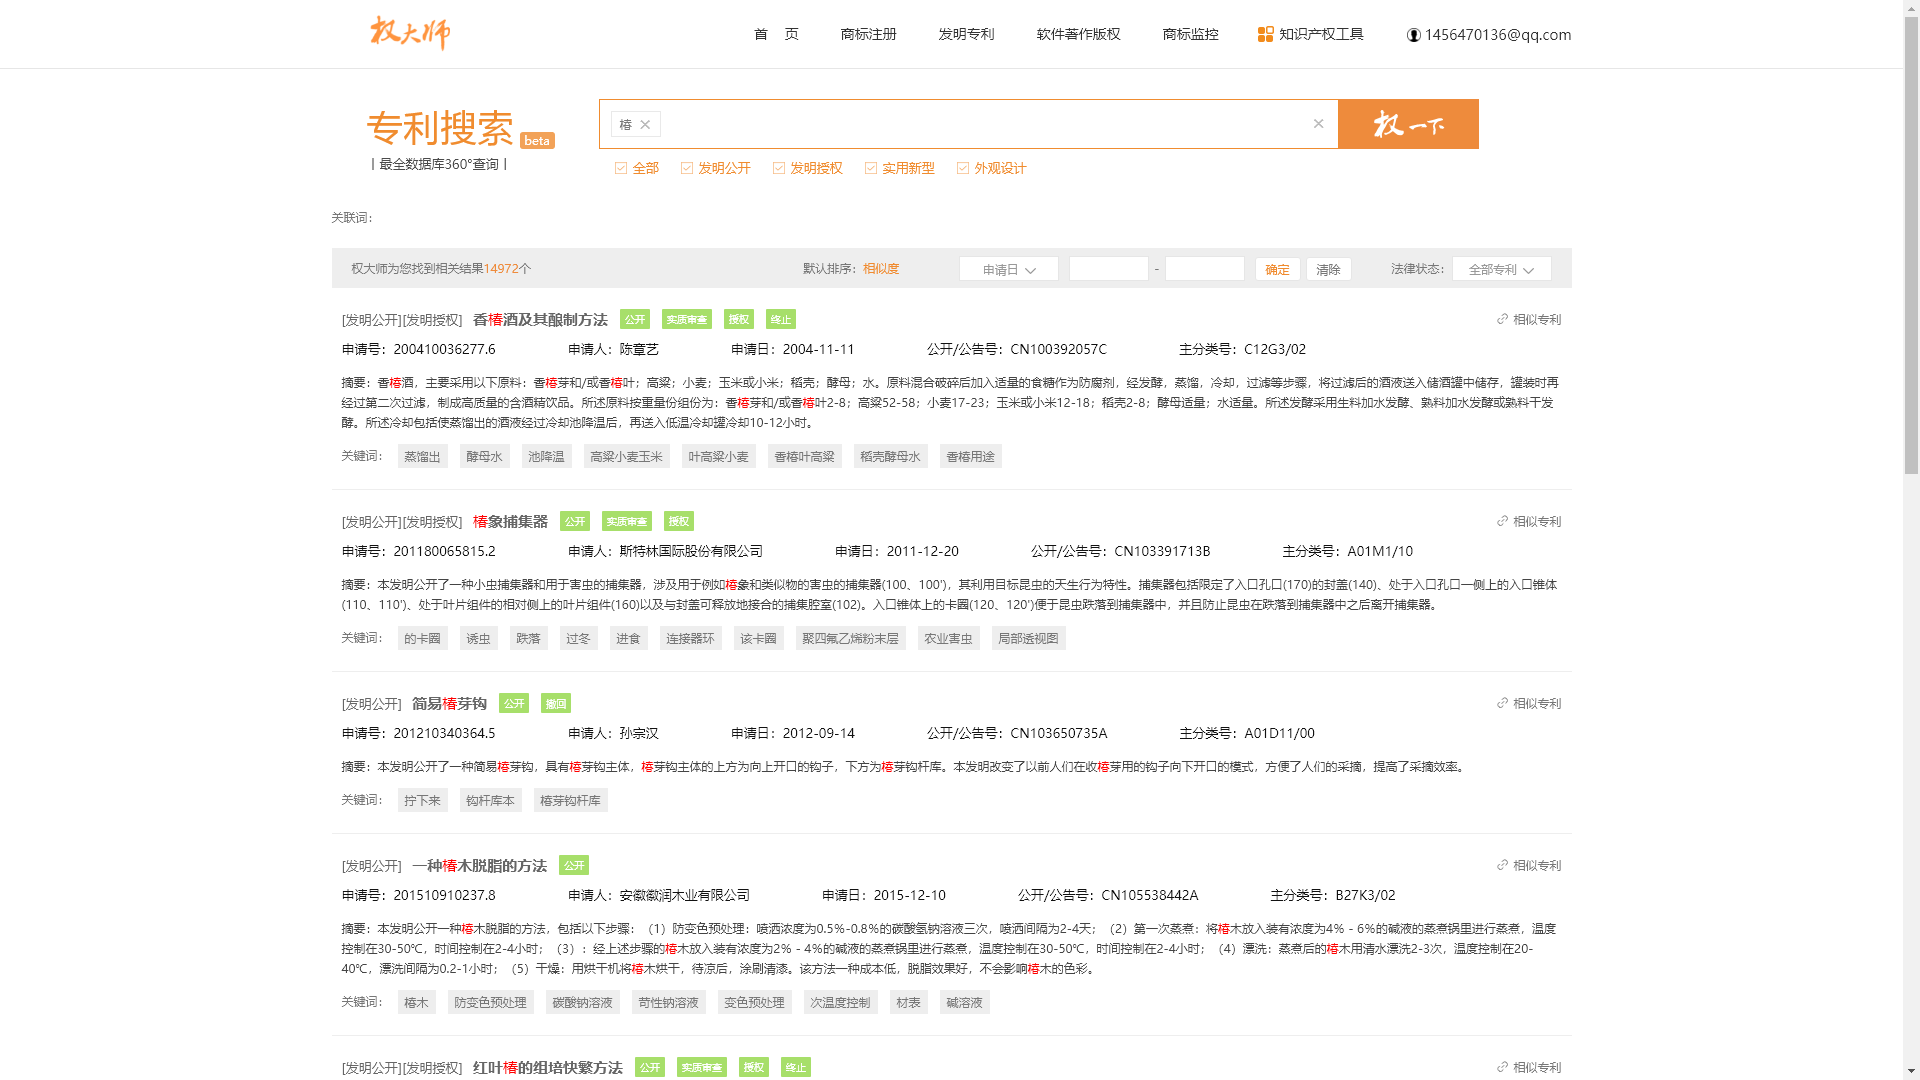 权大师
首 页
商标注册
发明专利
软件著作版权
商标监控
知识产权工具
1456470136@qq.com
专利搜索 beta
| 最全数据库360°查询 |
椿 ×
×
权一下
全部
发明公开
发明授权
实用新型
外观设计
关联词：
权大师为您找到相关结果14972个
默认排序：相似度
申请日
-
确定
清除
法律状态：
全部专利
[发明公开][发明授权] 香椿酒及其酿制方法 公开 实质审查 授权 终止
相似专利
申请号：200410036277.6 申请人：陈章艺 申请日：2004-11-11 公开/公告号：CN100392057C 主分类号：C12G3/02
摘要：香椿酒，主要采用以下原料：香椿芽和/或香椿叶；高粱；小麦；玉米或小米；稻壳；酵母；水。原料混合破碎后加入适量的食糖作为防腐剂，经发酵，蒸馏，冷却，过滤等步骤，将过滤后的酒液送入储酒罐中储存，罐装时再
经过第二次过滤，制成高质量的含酒精饮品。所述原料按重量份组份为：香椿芽和/或香椿叶2-8；高粱52-58；小麦17-23；玉米或小米12-18；稻壳2-8；酵母适量；水适量。所述发酵采用生料加水发酵、熟料加水发酵或熟料干发
酵。所述冷却包括使蒸馏出的酒液经过冷却池降温后，再送入低温冷却罐冷却10-12小时。
关键词： 蒸馏出 酵母水 池降温 高粱小麦玉米 叶高粱小麦 香椿叶高粱 稻壳酵母水 香椿用途
[发明公开][发明授权] 椿象捕集器 公开 实质审查 授权
相似专利
申请号：201180065815.2 申请人：斯特林国际股份有限公司 申请日：2011-12-20 公开/公告号：CN103391713B 主分类号：A01M1/10
摘要：本发明公开了一种小虫捕集器和用于害虫的捕集器，涉及用于例如椿象和类似物的害虫的捕集器(100、100')，其利用目标昆虫的天生行为特性。捕集器包括限定了入口孔口(170)的封盖(140)、处于入口孔口一侧上的入口锥体
(110、110')、处于叶片组件的相对侧上的叶片组件(160)以及与封盖可释放地接合的捕集腔室(102)。入口锥体上的卡圈(120、120')便于昆虫跌落到捕集器中，并且防止昆虫在跌落到捕集器中之后离开捕集器。
关键词： 的卡圈 诱虫 跌落 过冬 进食 连接器环 该卡圈 聚四氟乙烯粉末层 农业害虫 局部透视图
[发明公开] 简易椿芽钩 公开 撤回
相似专利
申请号：201210340364.5 申请人：孙宗汉 申请日：2012-09-14 公开/公告号：CN103650735A 主分类号：A01D11/00
摘要：本发明公开了一种简易椿芽钩，具有椿芽钩主体，椿芽钩主体的上方为向上开口的钩子，下方为椿芽钩杆库。本发明改变了以前人们在收椿芽用的钩子向下开口的模式，方便了人们的采摘，提高了采摘效率。
关键词： 拧下来 钩杆库本 椿芽钩杆库
[发明公开] 一种椿木脱脂的方法 公开
相似专利
申请号：201510910237.8 申请人：安徽徽润木业有限公司 申请日：2015-12-10 公开/公告号：CN105538442A 主分类号：B27K3/02
摘要：本发明公开一种椿木脱脂的方法，包括以下步骤：（1）防变色预处理：喷洒浓度为0.5%-0.8%的碳酸氢钠溶液三次，喷洒间隔为2-4天；（2）第一次蒸煮：将椿木放入装有浓度为4%－6%的碱液的蒸煮锅里进行蒸煮，温度
控制在30-50℃，时间控制在2-4小时；（3）：经上述步骤的椿木放入装有浓度为2%－4%的碱液的蒸煮锅里进行蒸煮，温度控制在30-50℃，时间控制在2-4小时；（4）漂洗：蒸煮后的椿木用清水漂洗2-3次，温度控制在20-
40℃，漂洗间隔为0.2-1小时；（5）干燥：用烘干机将椿木烘干，待凉后，涂刷清漆。该方法一种成本低，脱脂效果好，不会影响椿木的色彩。
关键词： 椿木 防变色预处理 碳酸钠溶液 苛性钠溶液 变色预处理 次温度控制 材表 碱溶液
[发明公开][发明授权] 红叶椿的组培快繁方法 公开 实质审查 授权 终止
相似专利